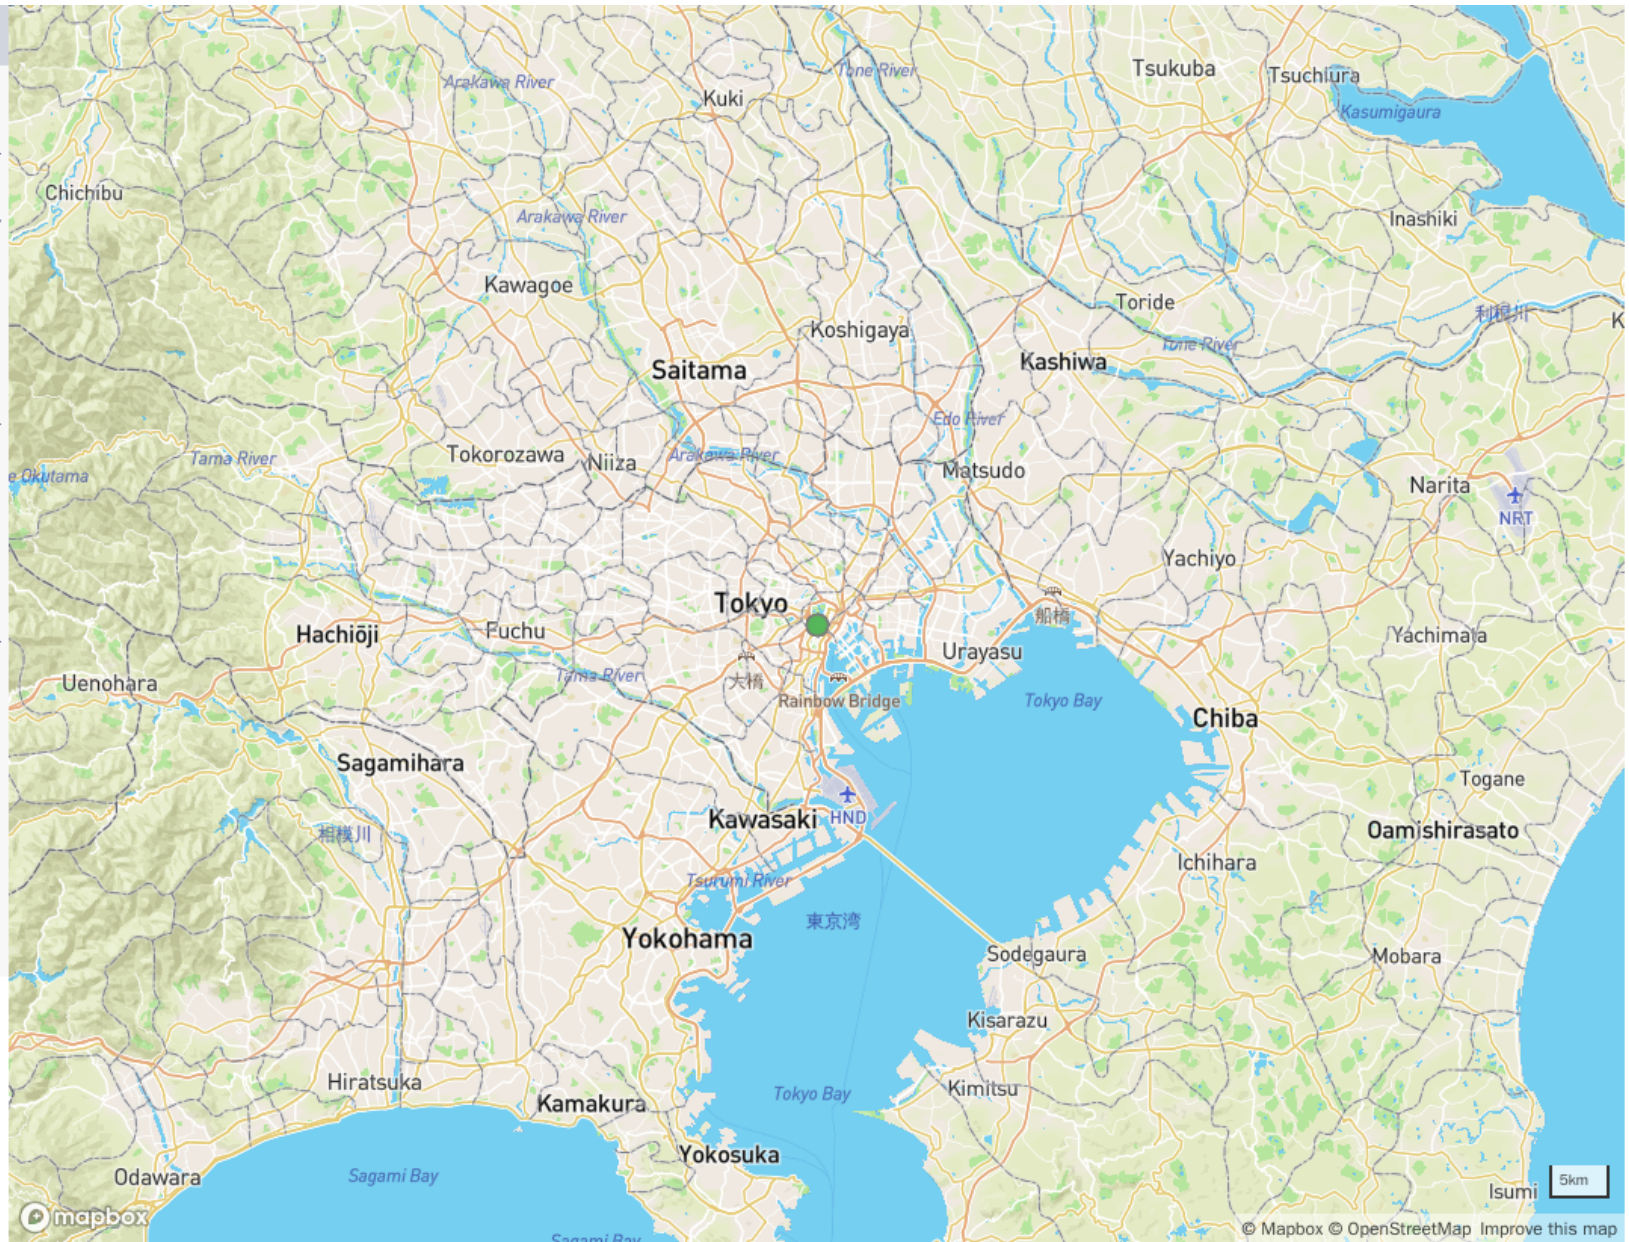 Arakawa River
Tone River
Tsukuba
Tsuchiura
Kuki
Kasumigaura
Chichibu
Arakawa River
Inashiki
Kawagoe
Toride
利根川
K
Koshigaya
Tone River
Saitama
Kashiwa
Edo River
Tokorozawa
Niiza
Arakawa River
Tama River
Matsudo
e Okutama
Narita
NRT
Yachiyo
Tokyo
船橋
Hachiōji
Fuchu
Yachimata
Urayasu
Tama River
大橋
Uenohara
Rainbow Bridge
Tokyo Bay
Chiba
Sagamihara
Togane
Kawasaki
HND
Oamishirasato
相模川
Ichihara
Tsurumi River
東京湾
Yokohama
Sodegaura
Mobara
Kisarazu
Hiratsuka
Kimitsu
Tokyo Bay
Kamakura
Yokosuka
Odawara
Sagami Bay
5km
Isumi
mapbox
© Mapbox © OpenStreetMap Improve this map
Sagami Bay